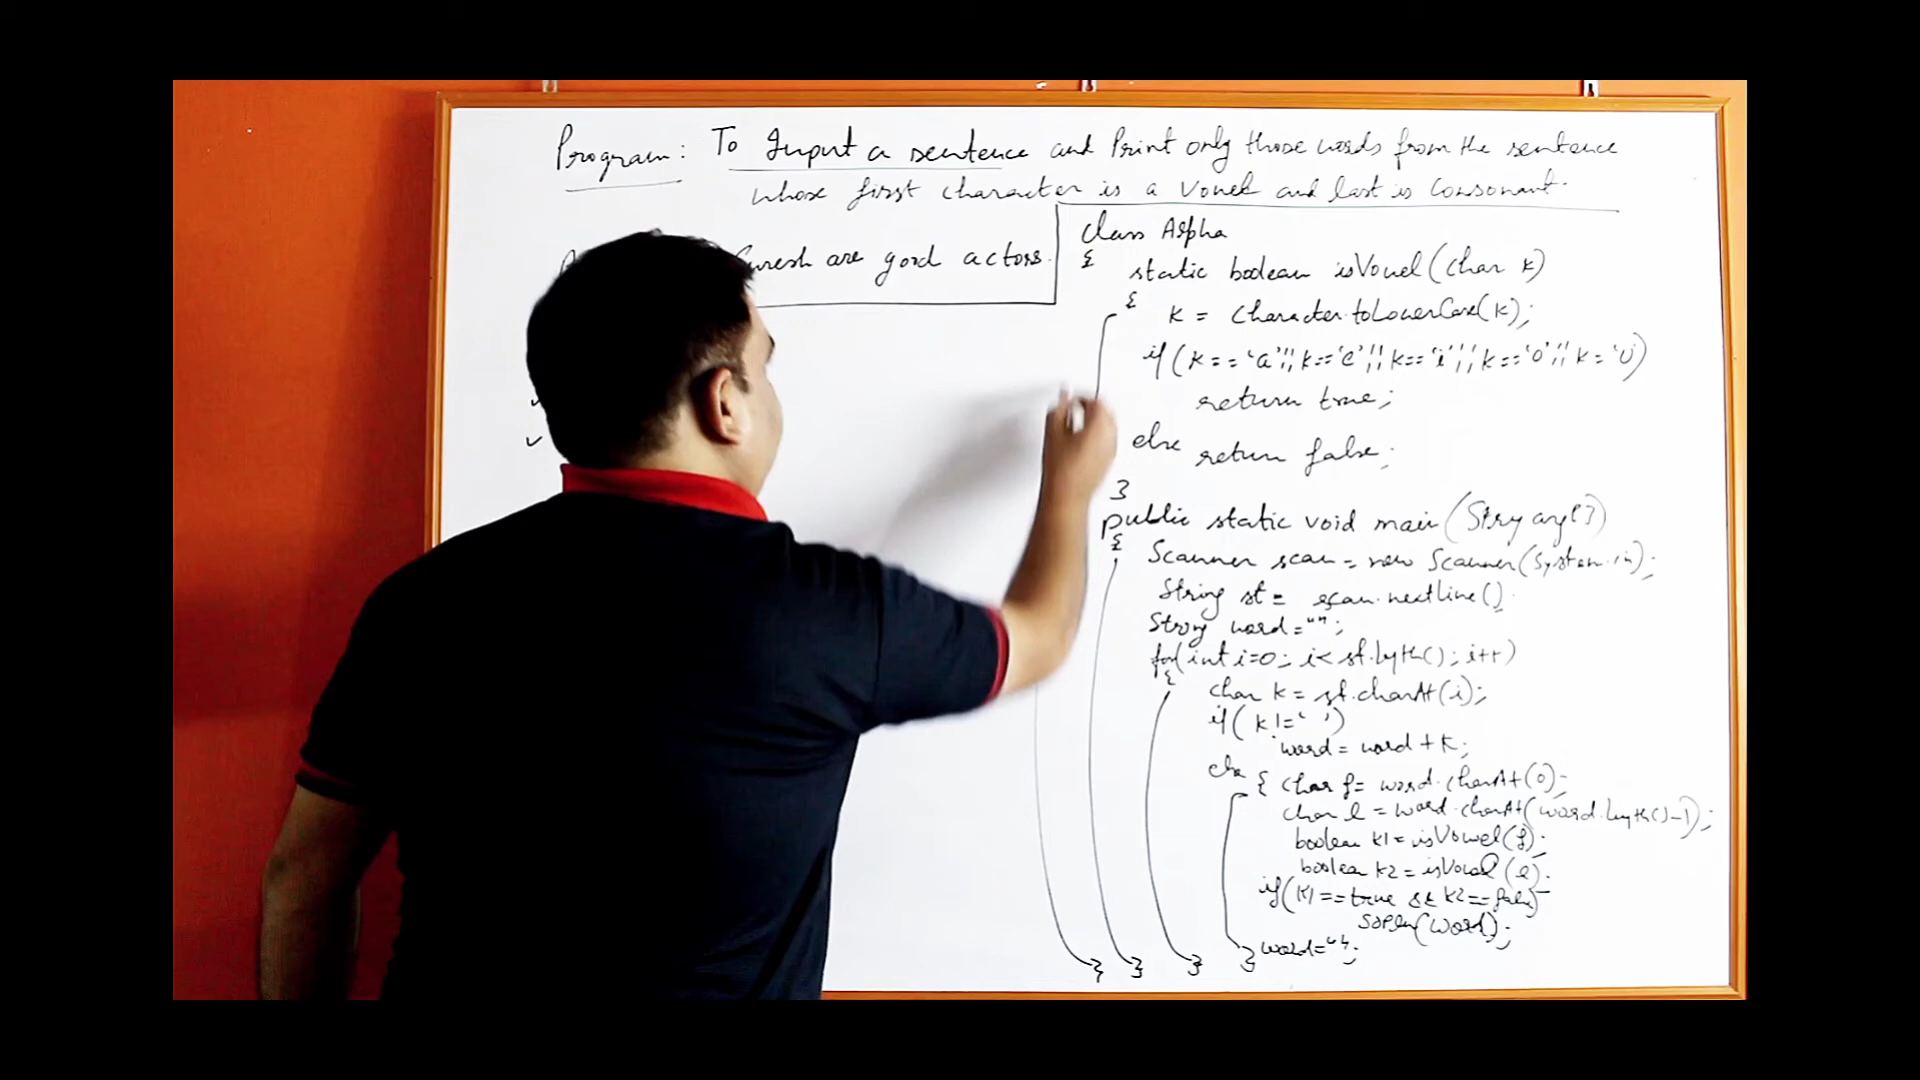 Program: To Input a sentence and Print only those words from the sentence
whose first character is a vowel and last is consonant.
Suresh are good actors.
class Alpha
{
static boolean isVowel(char k)
{
k = Character.toLowerCase(k);
if(k=='a'||k=='e'||k=='i'||k=='o'||k='u')
return true;
else
return false;
}
public static void main(String args[])
{
Scanner scan = new Scanner(System.in);
String st = scan.nextLine();
String word="";
for(int i=0; i<st.length(); i++)
{
char k = st.charAt(i);
if(k!=' ')
word = word + k;
else { char f= word.charAt(0);
char l = word.charAt(word.length()-1);
boolean k1 = isVowel(f);
boolean k2 = isVowel(l);
if(k1==true && k2==false)
SOPln(word);
} } } } word="";